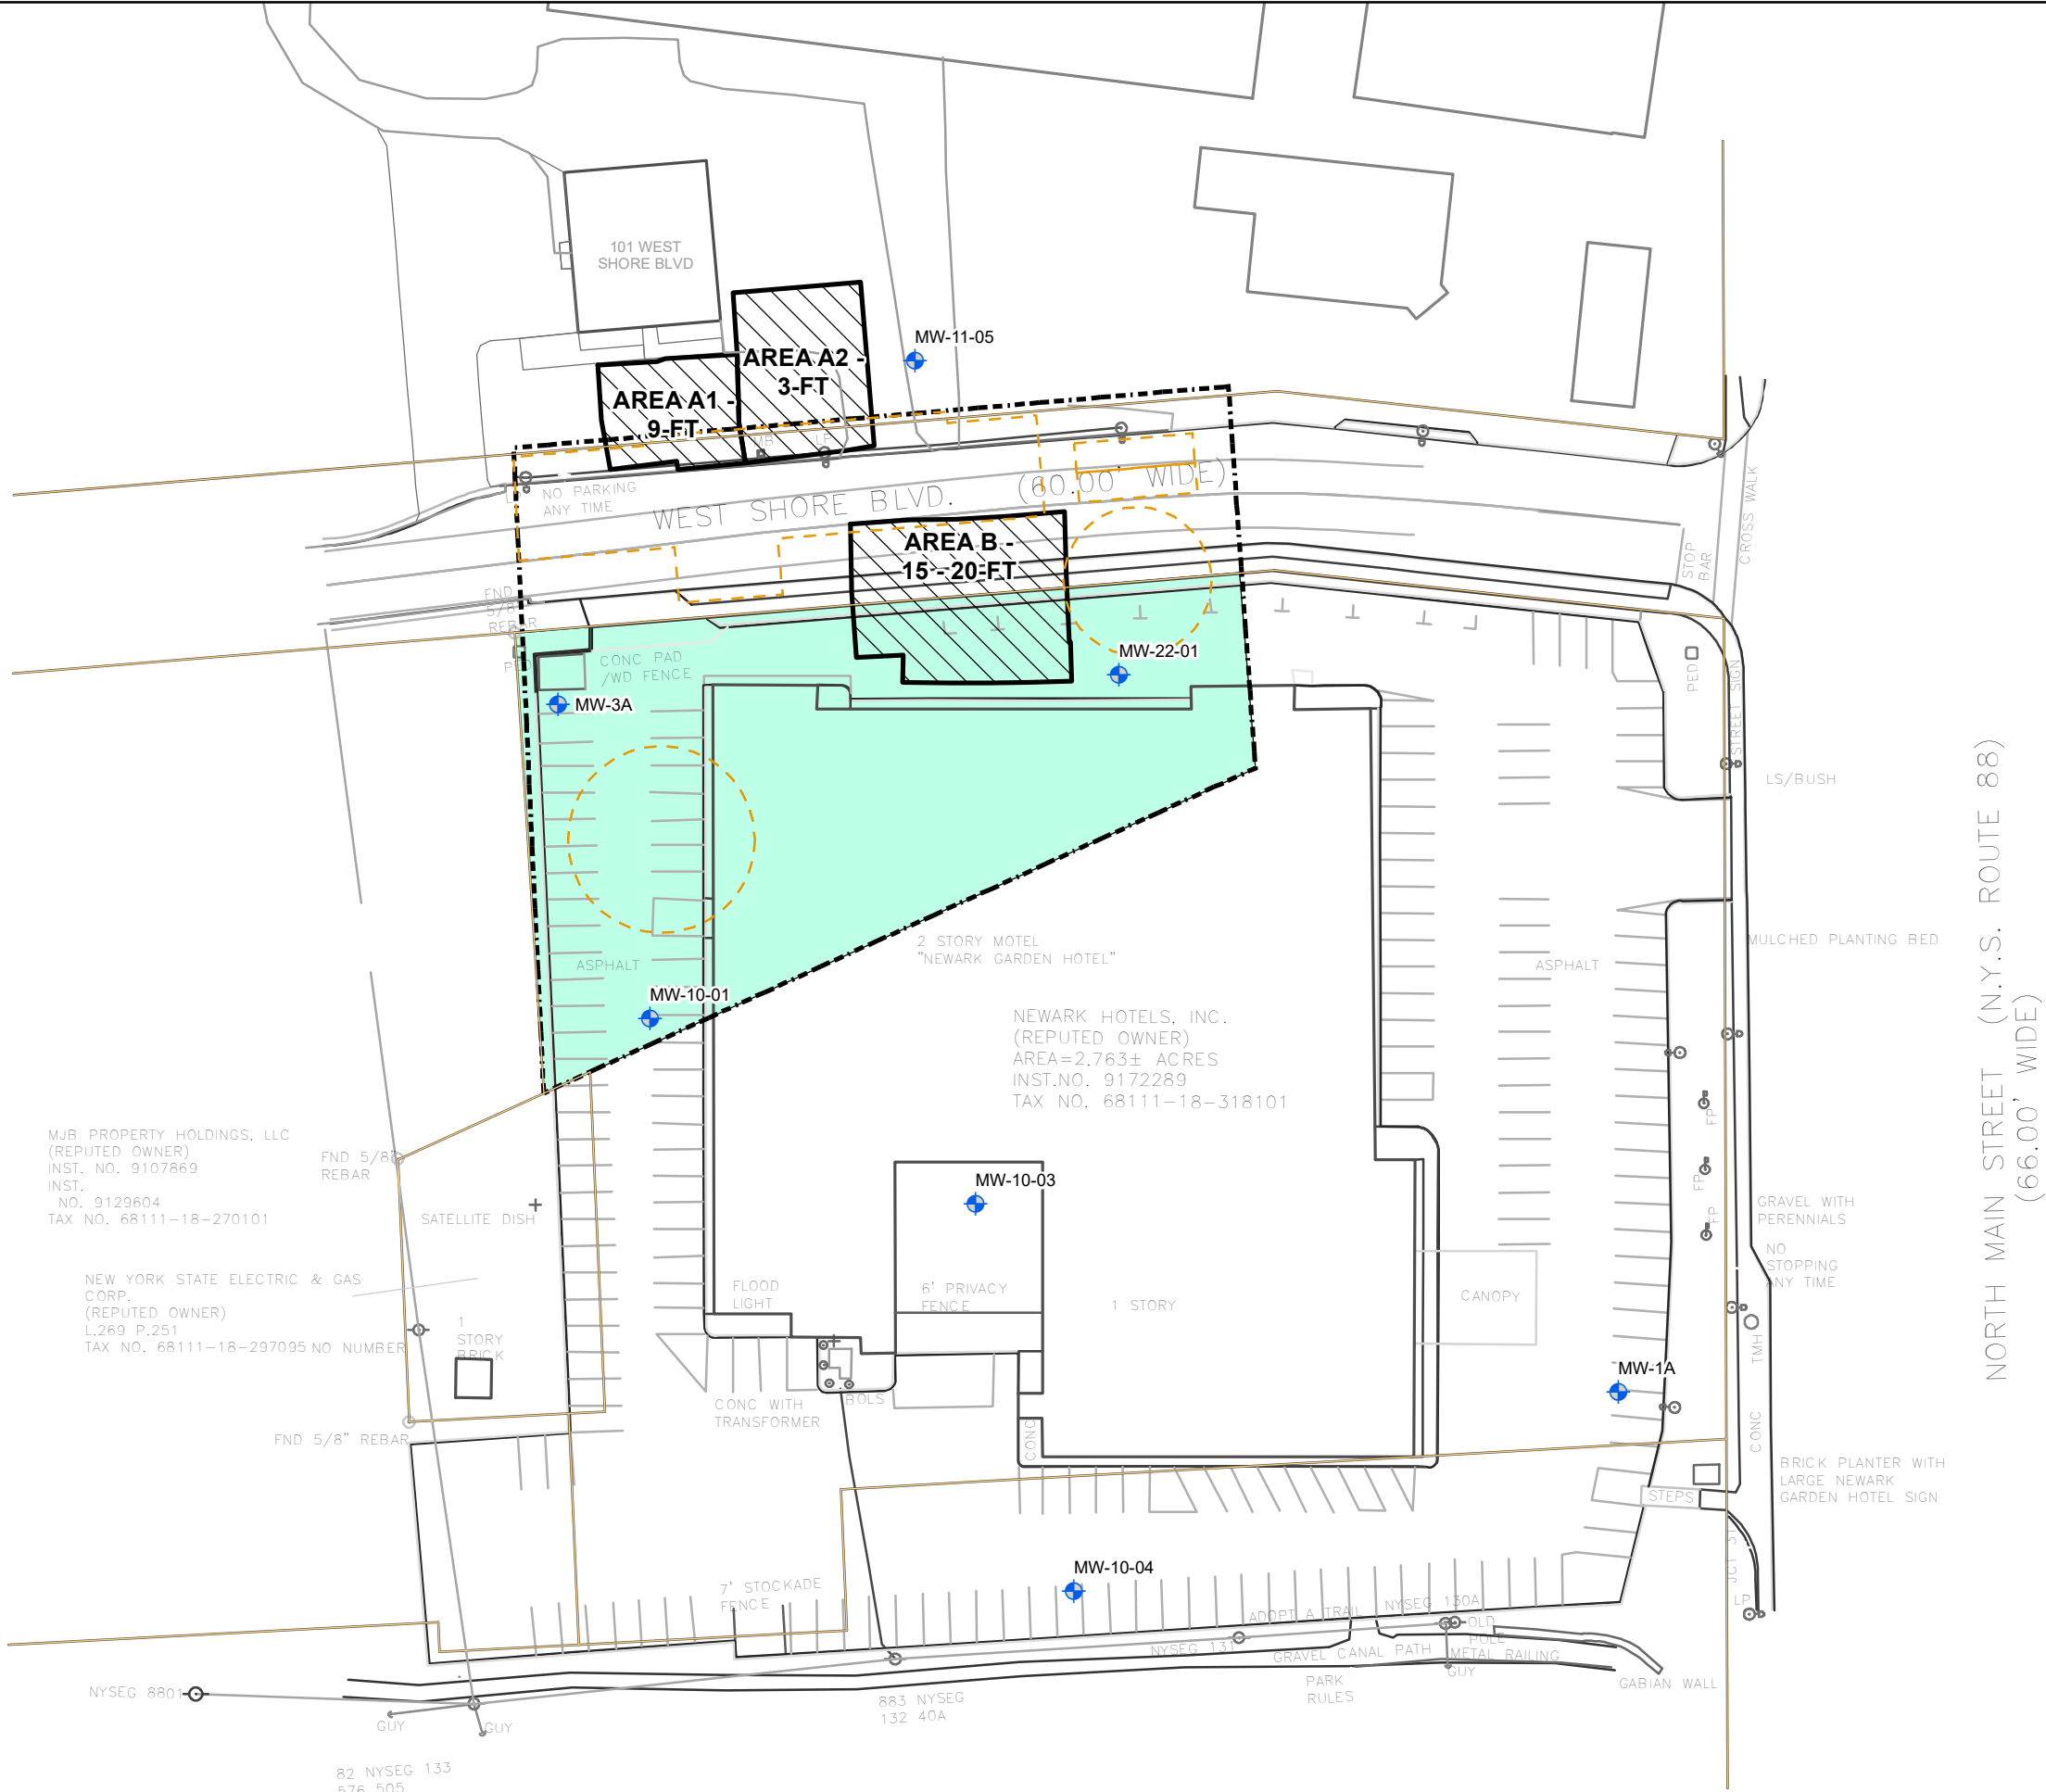 101 WEST
SHORE BLVD
MW-11-05
AREA A2 -
3-FT
AREA A1 -
9-FT
MB
LP
NO PARKING
ANY TIME
WEST SHORE BLVD. (60.00' WIDE)
CROSS WALK
STOP
BAR
AREA B -
15 - 20-FT
FND
5/8"
REBAR
CONC PAD
/WD FENCE
MW-22-01
MW-3A
PED
STREET SIGN
LS/BUSH
NORTH MAIN STREET (N.Y.S. ROUTE 88)
(66.00' WIDE)
2 STORY MOTEL
"NEWARK GARDEN HOTEL"
MULCHED PLANTING BED
ASPHALT
ASPHALT
MW-10-01
NEWARK HOTELS, INC.
(REPUTED OWNER)
AREA=2.763± ACRES
INST.NO. 9172289
TAX NO. 68111-18-318101
MJB PROPERTY HOLDINGS, LLC
(REPUTED OWNER)
INST. NO. 9107869
INST.
NO. 9129604
TAX NO. 68111-18-270101
FND 5/8"
REBAR
FP
FP
FP
MW-10-03
SATELLITE DISH
GRAVEL WITH
PERENNIALS
NO
STOPPING
ANY TIME
NEW YORK STATE ELECTRIC & GAS
CORP.
(REPUTED OWNER)
L.269 P.251
TAX NO. 68111-18-297095 NO NUMBER
1
STORY
BRICK
FLOOD
LIGHT
6' PRIVACY
FENCE
1 STORY
CANOPY
TMH
MW-1A
CONC WITH
TRANSFORMER
BOLS
CONC
CONC
FND 5/8" REBAR
BRICK PLANTER WITH
LARGE NEWARK
GARDEN HOTEL SIGN
STEPS
LP
MW-10-04
7' STOCKADE
FENCE
ADOPT A TRAIL
NYSEG 130A
OLD
POLE
NYSEG 131
GRAVEL CANAL PATH
METAL RAILING
GUY
PARK
RULES
GABIAN WALL
NYSEG 8801
GUY
GUY
883 NYSEG
132 40A
82 NYSEG 133
576 505